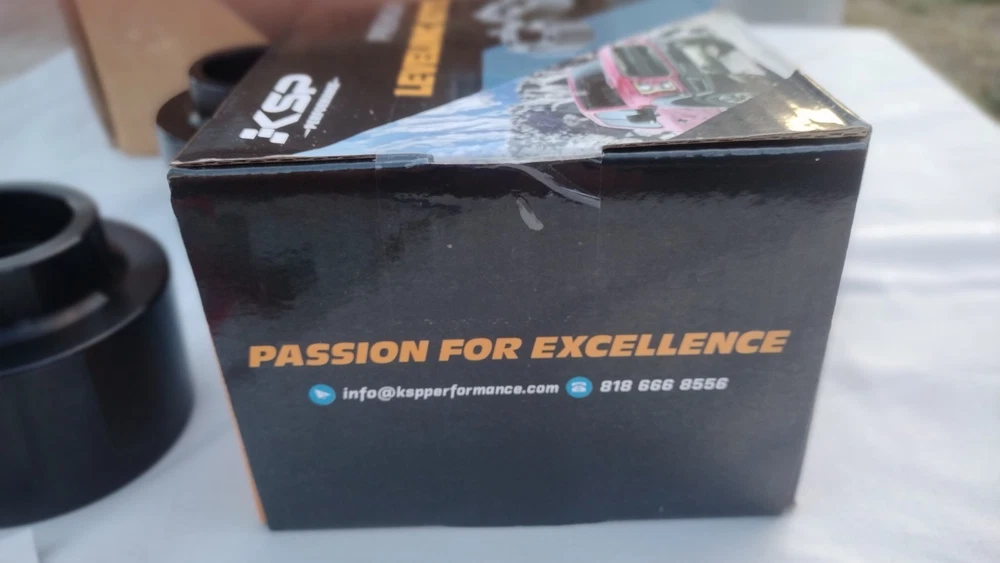 KSP
PASSION FOR EXCELLENCE
info@kspperformance.com 818 666 8556